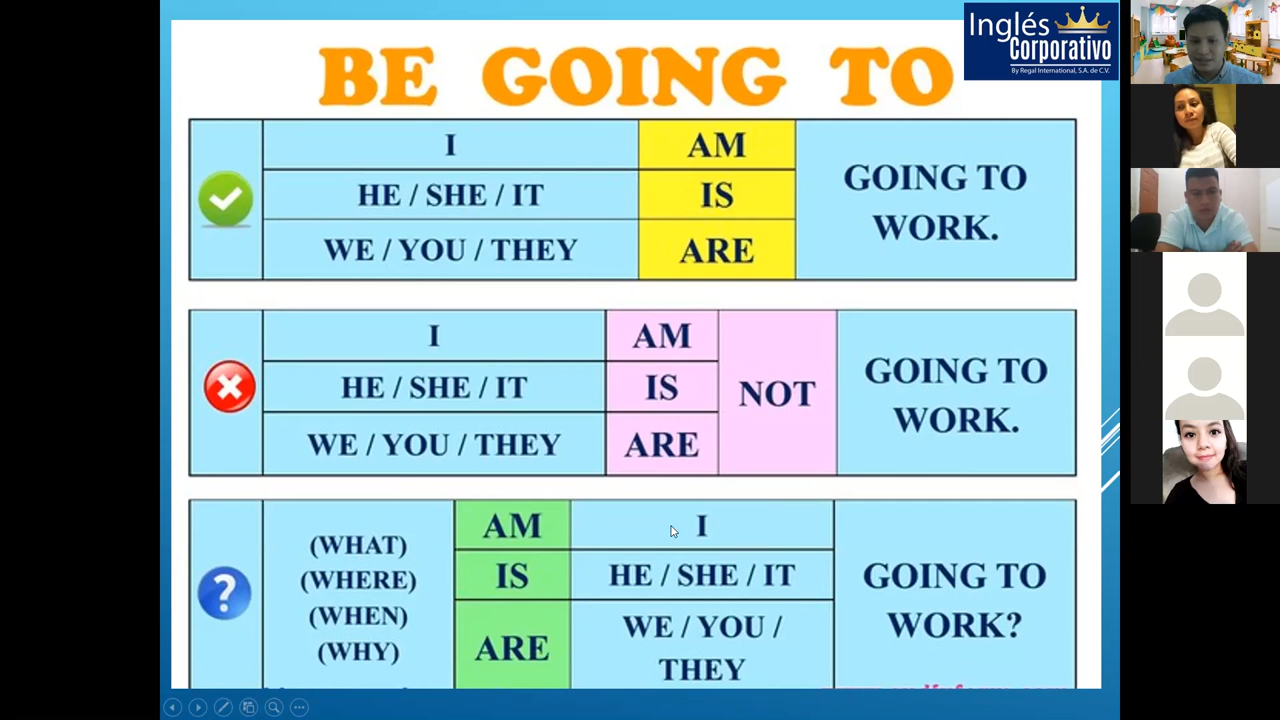 Inglés
Corporativo
By Regal International, S.A. de C.V.
BE GOING TO
I
AM
HE / SHE / IT
IS
WE / YOU / THEY
ARE
GOING TO
WORK.
I
AM
HE / SHE / IT
IS
WE / YOU / THEY
ARE
NOT
GOING TO
WORK.
(WHAT)
(WHERE)
(WHEN)
(WHY)
AM
I
IS
HE / SHE / IT
ARE
WE / YOU /
THEY
GOING TO
WORK?